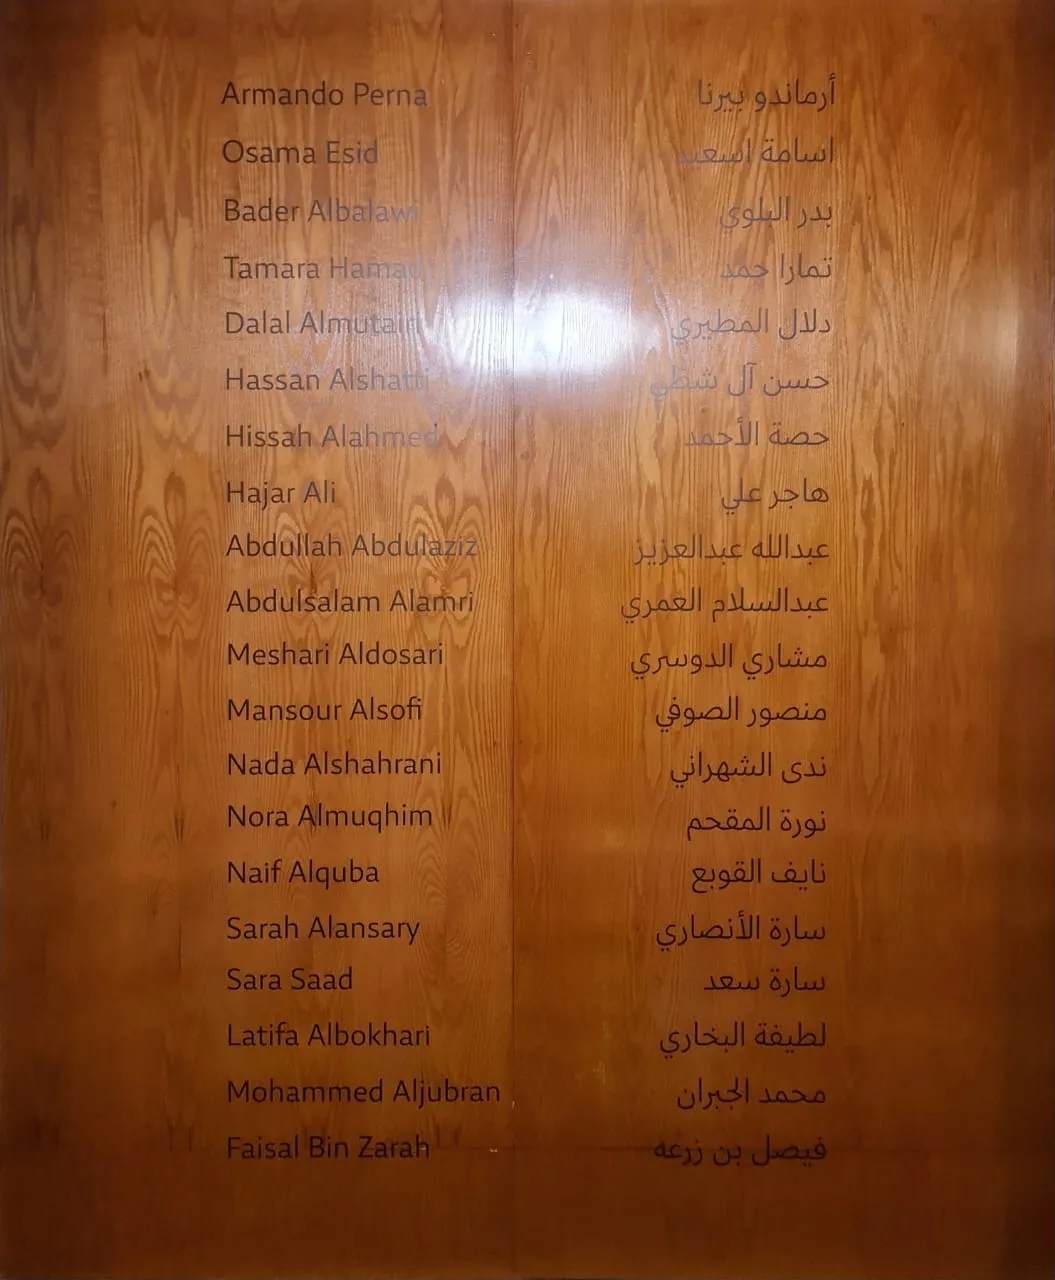 Armando Perna أرماندو بيرنا
Osama Esid اسامة اسعيد
Bader Albalawi بدر البلوي
Tamara Hamad تمارا حمد
Dalal Almutairi دلال المطيري
Hassan Alshatti حسن آل شطي
Hissah Alahmed حصة الأحمد
Hajar Ali هاجر علي
Abdullah Abdulaziz عبدالله عبدالعزيز
Abdulsalam Alamri عبدالسلام العمري
Meshari Aldosari مشاري الدوسري
Mansour Alsofi منصور الصوفي
Nada Alshahrani ندى الشهراني
Nora Almuqhim نورة المقحم
Naif Alquba نايف القوبع
Sarah Alansary سارة الأنصاري
Sara Saad سارة سعد
Latifa Albokhari لطيفة البخاري
Mohammed Aljubran محمد الجبران
Faisal Bin Zarah فيصل بن زرعه